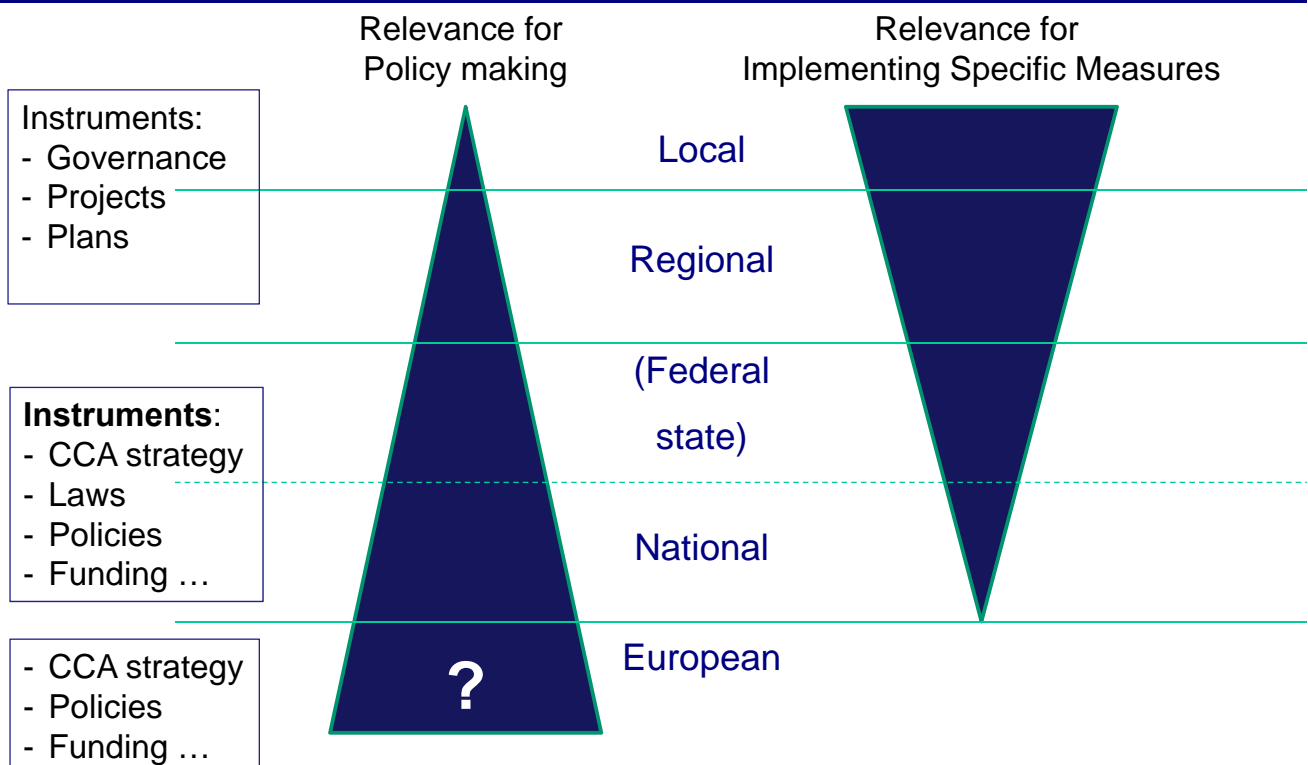 Relevance for
Policy making
Relevance for
Implementing Specific Measures
Instruments:
- Governance
- Projects
- Plans
Local
Regional
(Federal
state)
Instruments:
- CCA strategy
- Laws
- Policies
- Funding …
National
European
- CCA strategy
- Policies
- Funding …
?